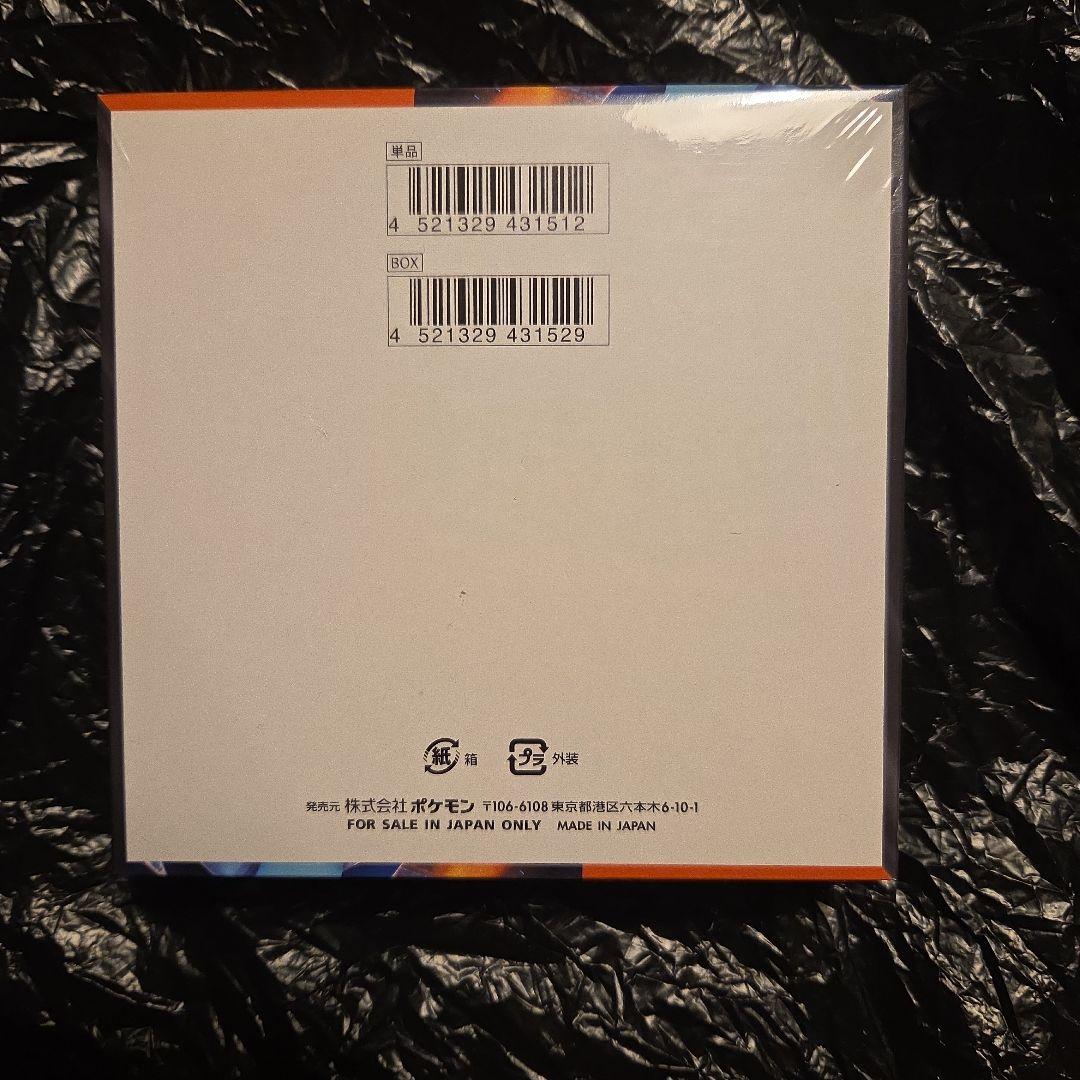 単品
4 521329 431512
BOX
4 521329 431529
紙 箱 プラ 外装
発売元 株式会社 ポケモン 〒106-6108 東京都港区六本木6-10-1
FOR SALE IN JAPAN ONLY MADE IN JAPAN